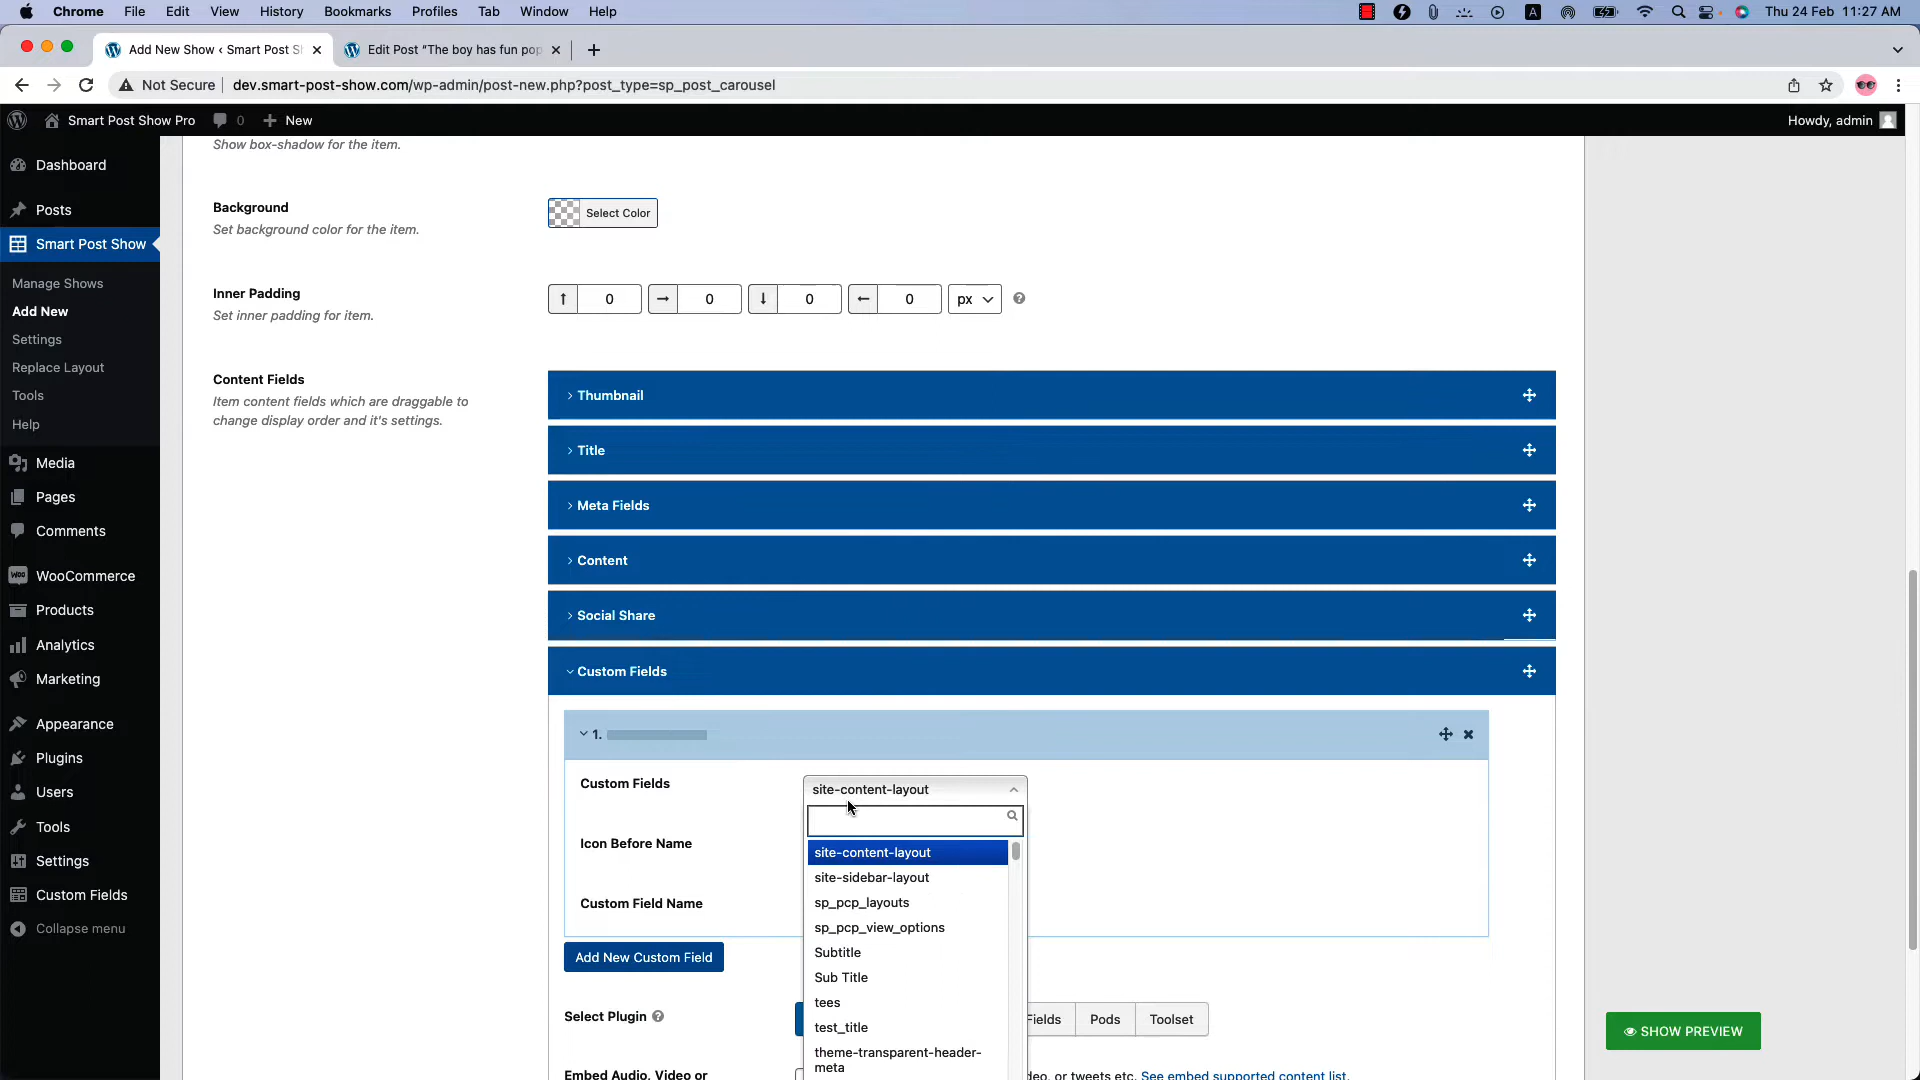 Chrome File Edit View History Bookmarks Profiles Tab Window Help A Thu 24 Feb 11:27 AM
Add New Show ‹ Smart Post S Edit Post "The boy has fun pop
Not Secure dev.smart-post-show.com/wp-admin/post-new.php?post_type=sp_post_carousel
Smart Post Show Pro 0 New Howdy, admin
Dashboard
Posts
Smart Post Show
Manage Shows
Add New
Settings
Replace Layout
Tools
Help
Media
Pages
Comments
WooCommerce
Products
Analytics
Marketing
Appearance
Plugins
Users
Tools
Settings
Custom Fields
Collapse menu
Show box-shadow for the item.
Background
Set background color for the item.
Select Color
Inner Padding
Set inner padding for item.
0 0 0 0 px
Content Fields
Item content fields which are draggable to
change display order and it's settings.
Thumbnail
Title
Meta Fields
Content
Social Share
Custom Fields
1.
Custom Fields
site-content-layout
Icon Before Name
Custom Field Name
site-content-layout
site-sidebar-layout
sp_pcp_layouts
sp_pcp_view_options
Subtitle
Sub Title
tees
test_title
theme-transparent-header-
meta
Add New Custom Field
Select Plugin
Fields Pods Toolset
Embed Audio, Video or
deo, or tweets etc. See embed supported content list.
SHOW PREVIEW